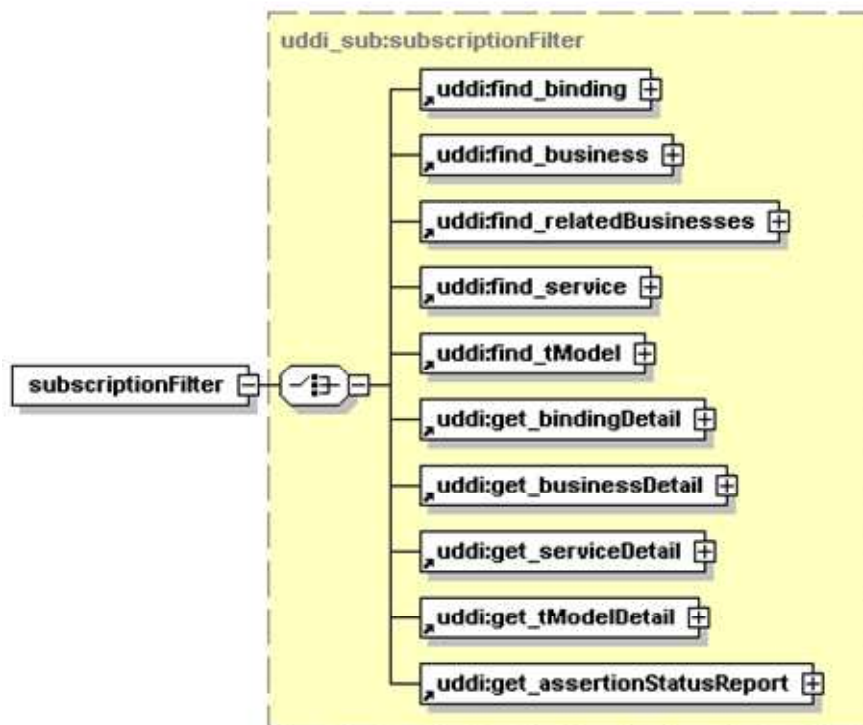 uddi_sub:subscriptionFilter
uddi:find_binding
uddi:find_business
uddi:find_relatedBusinesses
uddi:find_service
uddi:find_tModel
subscriptionFilter
uddi:get_bindingDetail
uddi:get_businessDetail
uddi:get_serviceDetail
uddi:get_tModelDetail
uddi:get_assertionStatusReport